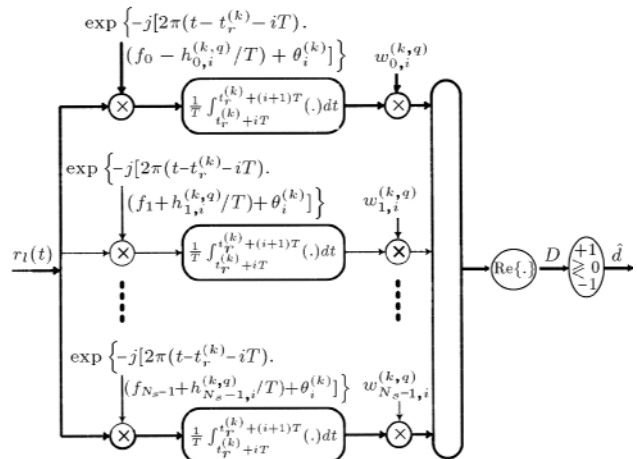 exp {-j[2π(t- t_r^{(k)}-iT).
(f_0 - h_{0,i}^{(k,q)}/T) + θ_i^{(k)}]}
w_{0,i}^{(k,q)}
× 1/T ∫_{t_r^{(k)}+iT}^{t_r^{(k)}+(i+1)T}(.)dt ×
exp {-j[2π(t-t_r^{(k)}-iT).
(f_1+h_{1,i}^{(k,q)}/T)+θ_i^{(k)}]}
w_{1,i}^{(k,q)}
r_l(t) × 1/T ∫_{t_r^{(k)}+iT}^{t_r^{(k)}+(i+1)T}(.)dt × Re{.} D +1 ≷ 0 -1 d̂
exp {-j[2π(t-t_r^{(k)}-iT).
(f_{N_s-1}+h_{N_s-1,i}^{(k,q)}/T)+θ_i^{(k)}]}
w_{N_s-1,i}^{(k,q)}
× 1/T ∫_{t_r^{(k)}+iT}^{t_r^{(k)}+(i+1)T}(.)dt ×